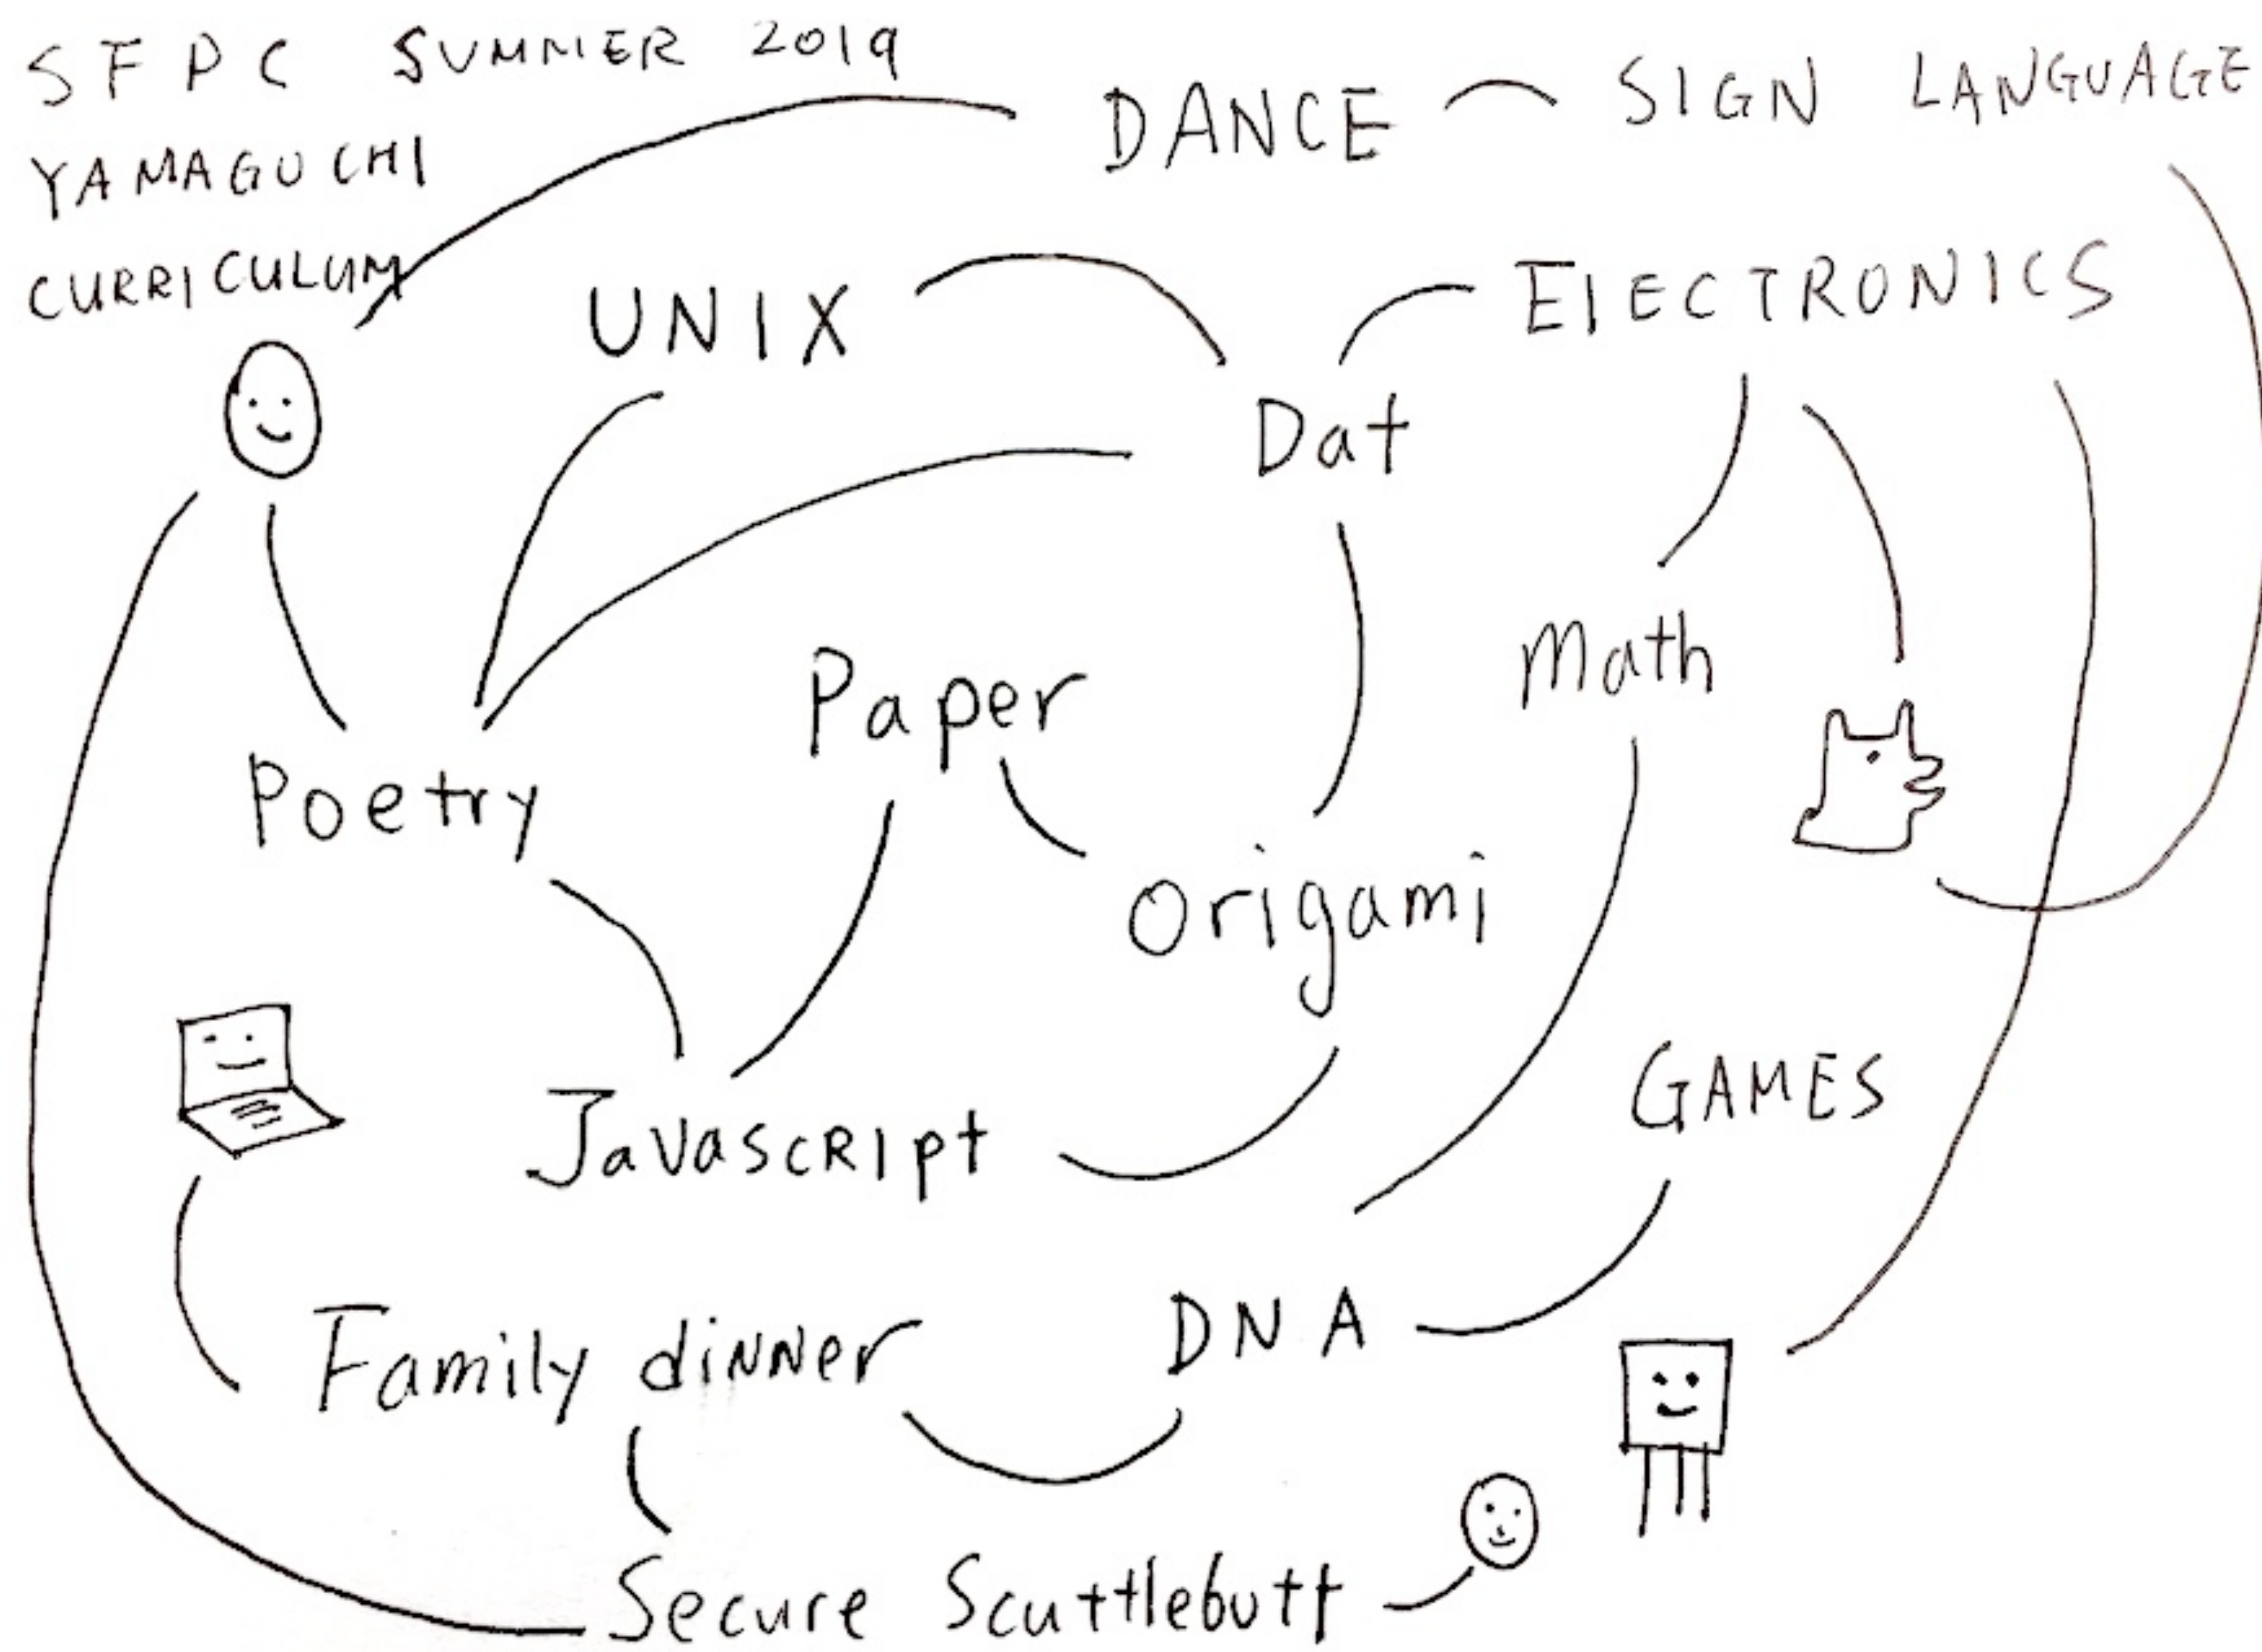 SFPC SUMMER 2019
YAMAGUCHI
CURRICULUM
DANCE
SIGN LANGUAGE
UNIX
ElECTRONICS
Dat
Math
Paper
Poetry
Origami
GAMES
JavascRipt
DNA
Family dinner
Secure Scuttlebutt